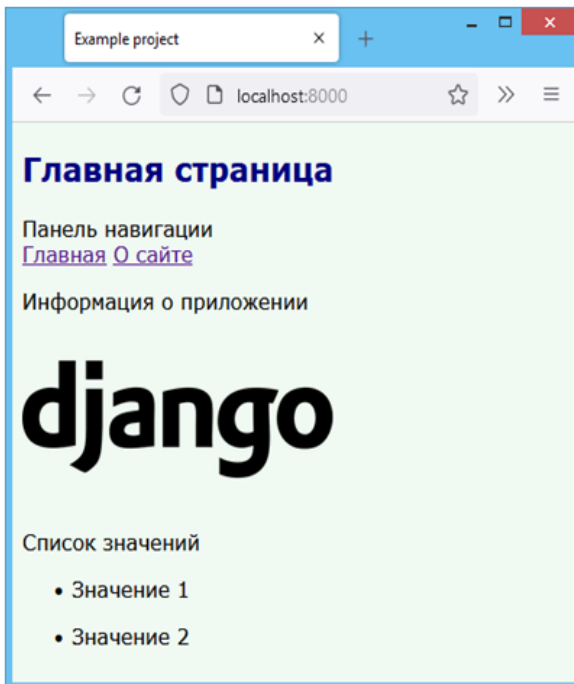 Example project
localhost:8000
Главная страница
Панель навигации
Главная О сайте
Информация о приложении
django
Список значений
• Значение 1
• Значение 2